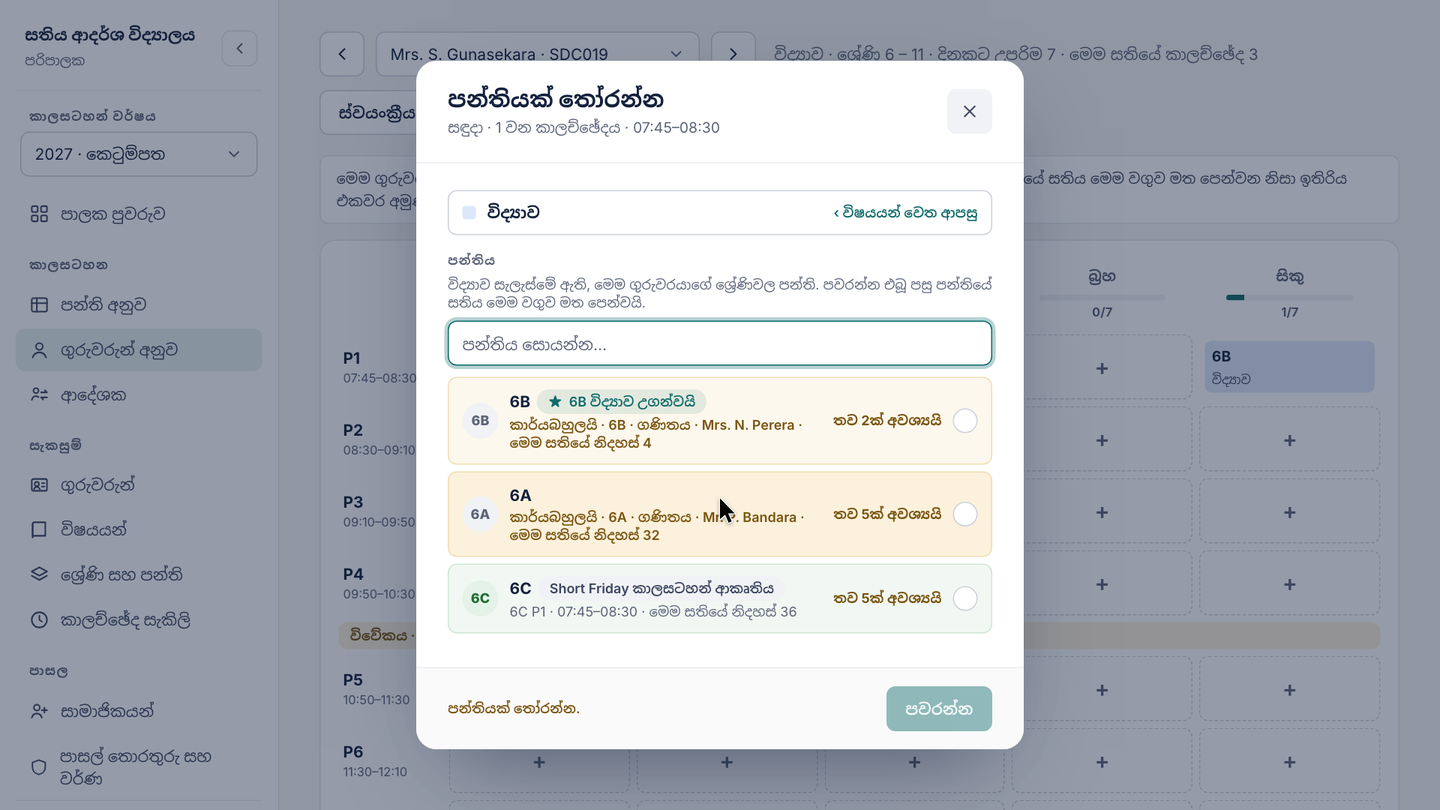 සතිය ආදර්ශ විද්‍යාලය
පරිපාලක
කාලසටහන් වර්ෂය
2027 · කෙටුම්පත
පාලක පුවරුව
කාලසටහන
පන්ති අනුව
ගුරුවරුන් අනුව
ආදේශක
සැකසුම්
ගුරුවරුන්
විෂයයන්
ශ්‍රේණි සහ පන්ති
කාලච්ඡේද සැකිලි
පාසල
සාමාජිකයන්
පාසල් තොරතුරු සහ
වර්ණ
Mrs. S. Gunasekara · SDC019
විද්‍යාව · ශ්‍රේණි 6 – 11 · දිනකට උපරිම 7 · මෙම සතියේ කාලච්ඡේද 3
ස්වයංක්‍රීය
මෙම
සතිය මෙම වගුව මත පෙන්වන නිසා ඉතිරිය
එකවර
පන්තියක් තෝරන්න
සඳුදා · 1 වන කාලච්ඡේදය · 07:45–08:30
විද්‍යාව
‹ විෂයයන් වෙත ආපසු
පන්තිය
විද්‍යාව සැලැස්මේ ඇති, මෙම ගුරුවරයාගේ ශ්‍රේණිවල පන්ති. පවරන්න එබූ පසු පන්තියේ
සතිය මෙම වගුව මත පෙන්වයි.
පන්තිය සොයන්න...
6B
6B
6B විද්‍යාව උගන්වයි
කාර්යබහුලයි · 6B · ගණිතය · Mrs. N. Perera ·
මෙම සතියේ නිදහස් 4
තව 2ක් අවශ්‍යයි
6A
6A
කාර්යබහුලයි · 6A · ගණිතය · Bandara ·
මෙම සතියේ නිදහස් 32
තව 5ක් අවශ්‍යයි
6C
6C
Short Friday කාලසටහන් ආකෘතිය
6C P1 · 07:45–08:30 · මෙම සතියේ නිදහස් 36
තව 5ක් අවශ්‍යයි
පන්තියක් තෝරන්න.
පවරන්න
බ්‍රහ
0/7
සිකු
1/7
P1
07:45–08:30
6B
විද්‍යාව
P2
08:30–09:10
P3
09:10–09:50
P4
09:50–10:30
විවේකය ·
P5
10:50–11:30
P6
11:30–12:10